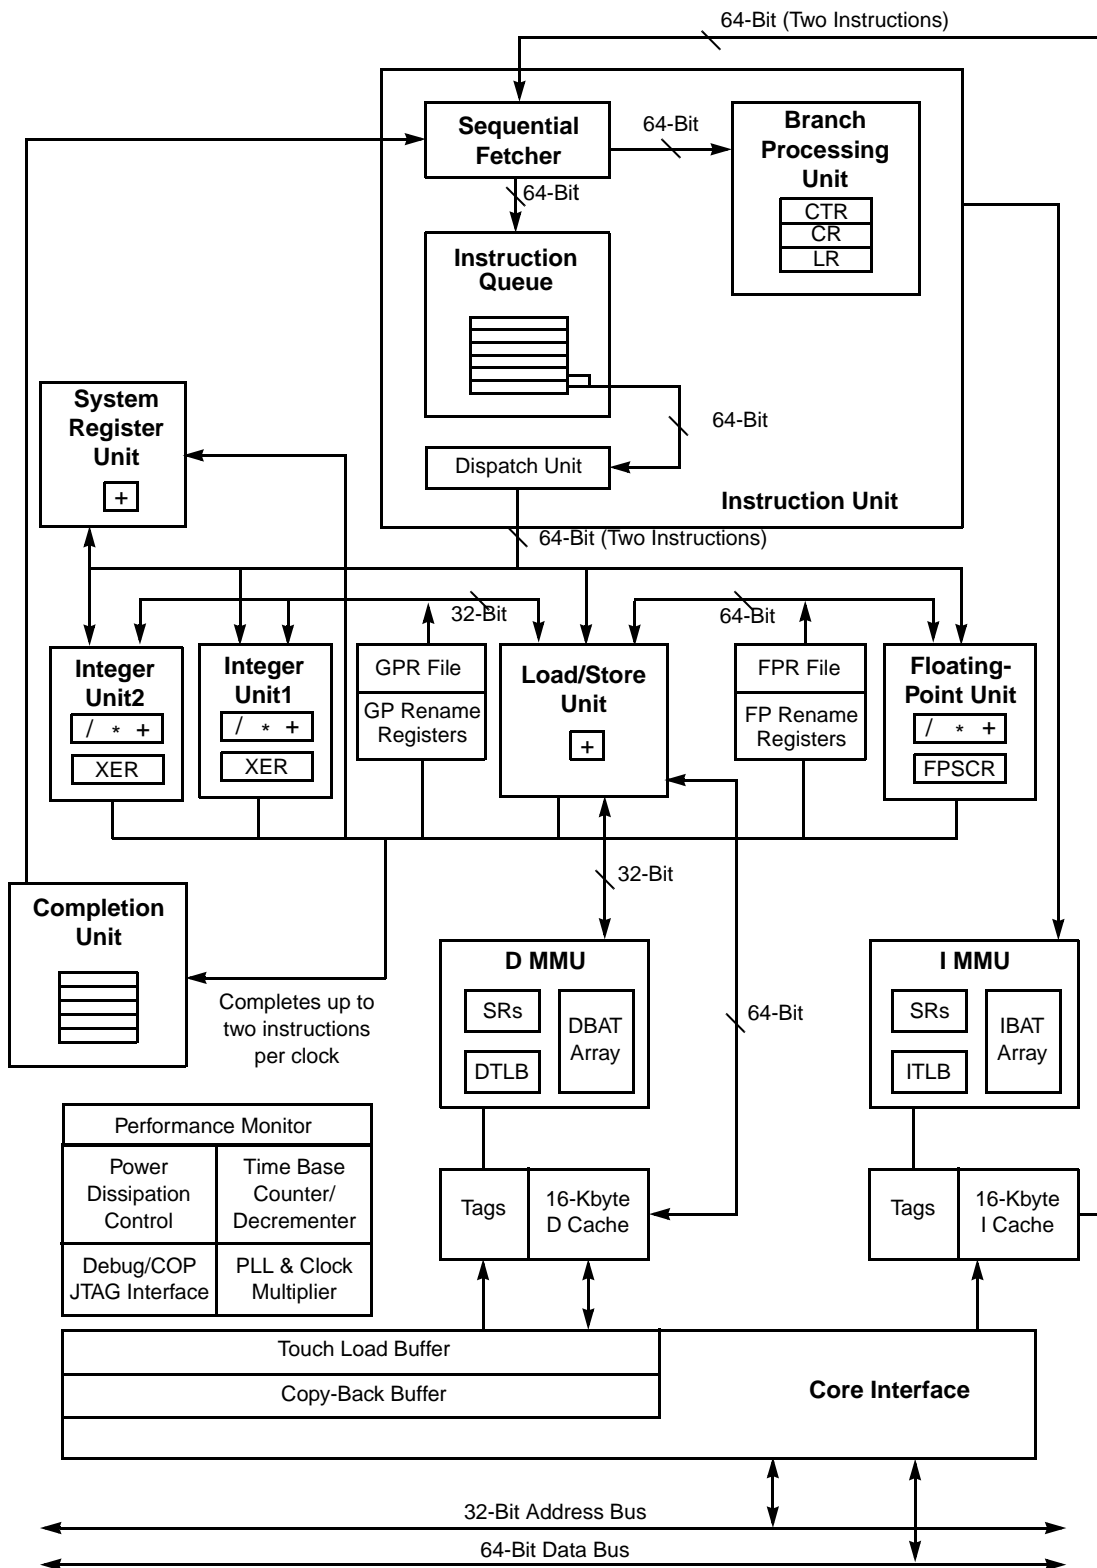 64-Bit (Two Instructions)
Sequential
Fetcher
64-Bit
Branch
Processing
Unit
CTR
CR
LR
64-Bit
Instruction
Queue
64-Bit
Dispatch Unit
Instruction Unit
System
Register
Unit
+
64-Bit (Two Instructions)
32-Bit
64-Bit
Integer
Unit2
/ * +
XER
Integer
Unit1
/ * +
XER
GPR File
GP Rename
Registers
Load/Store
Unit
+
FPR File
FP Rename
Registers
Floating-
Point Unit
/ * +
FPSCR
32-Bit
Completion
Unit
Completes up to
two instructions
per clock
D MMU
SRs
DTLB
DBAT
Array
64-Bit
I MMU
SRs
ITLB
IBAT
Array
Performance Monitor
Power
Dissipation
Control
Time Base
Counter/
Decrementer
Debug/COP
JTAG Interface
PLL & Clock
Multiplier
Tags
16-Kbyte
D Cache
Tags
16-Kbyte
I Cache
Touch Load Buffer
Copy-Back Buffer
Core Interface
32-Bit Address Bus
64-Bit Data Bus